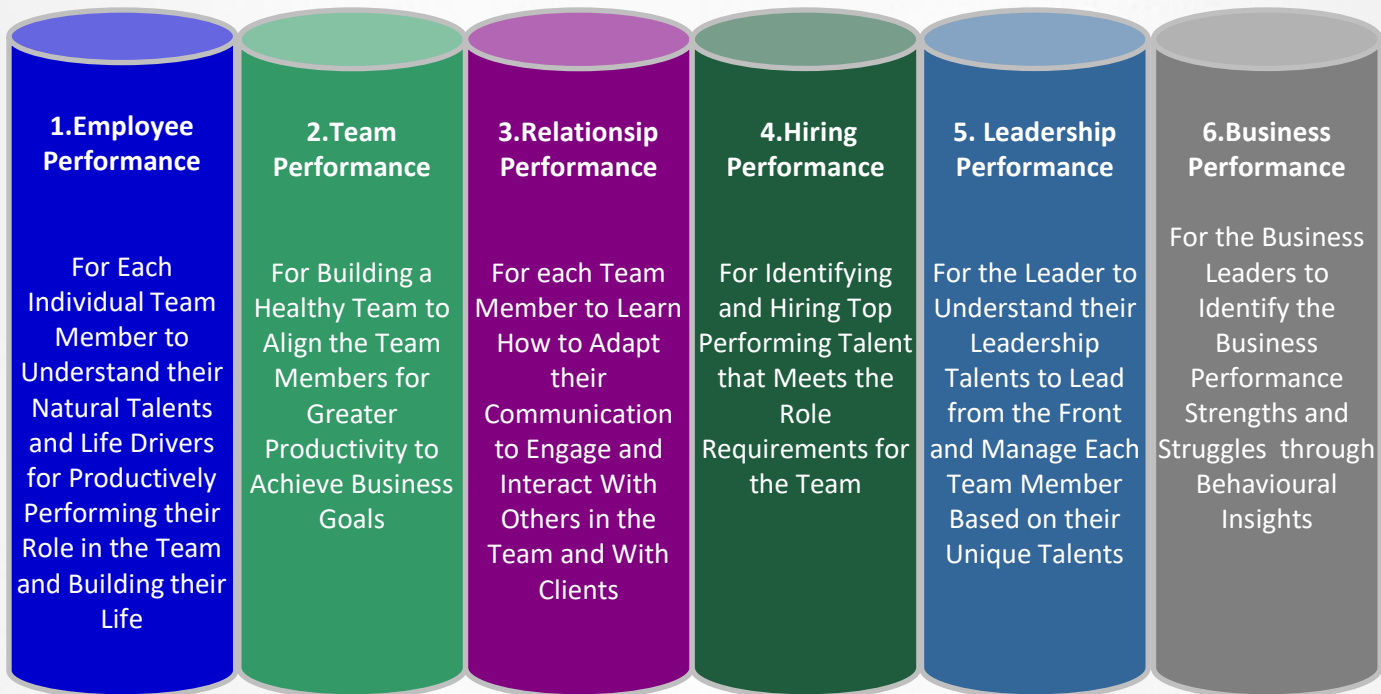 1.Employee
Performance
For Each
Individual Team
Member to
Understand their
Natural Talents
and Life Drivers
for Productively
Performing their
Role in the Team
and Building their
Life
2.Team
Performance
For Building a
Healthy Team to
Align the Team
Members for
Greater
Productivity to
Achieve Business
Goals
3.Relationsip
Performance
For each Team
Member to Learn
How to Adapt
their
Communication
to Engage and
Interact With
Others in the
Team and With
Clients
4.Hiring
Performance
For Identifying
and Hiring Top
Performing Talent
that Meets the
Role
Requirements for
the Team
5. Leadership
Performance
For the Leader to
Understand their
Leadership
Talents to Lead
from the Front
and Manage Each
Team Member
Based on their
Unique Talents
6.Business
Performance
For the Business
Leaders to
Identify the
Business
Performance
Strengths and
Struggles through
Behavioural
Insights